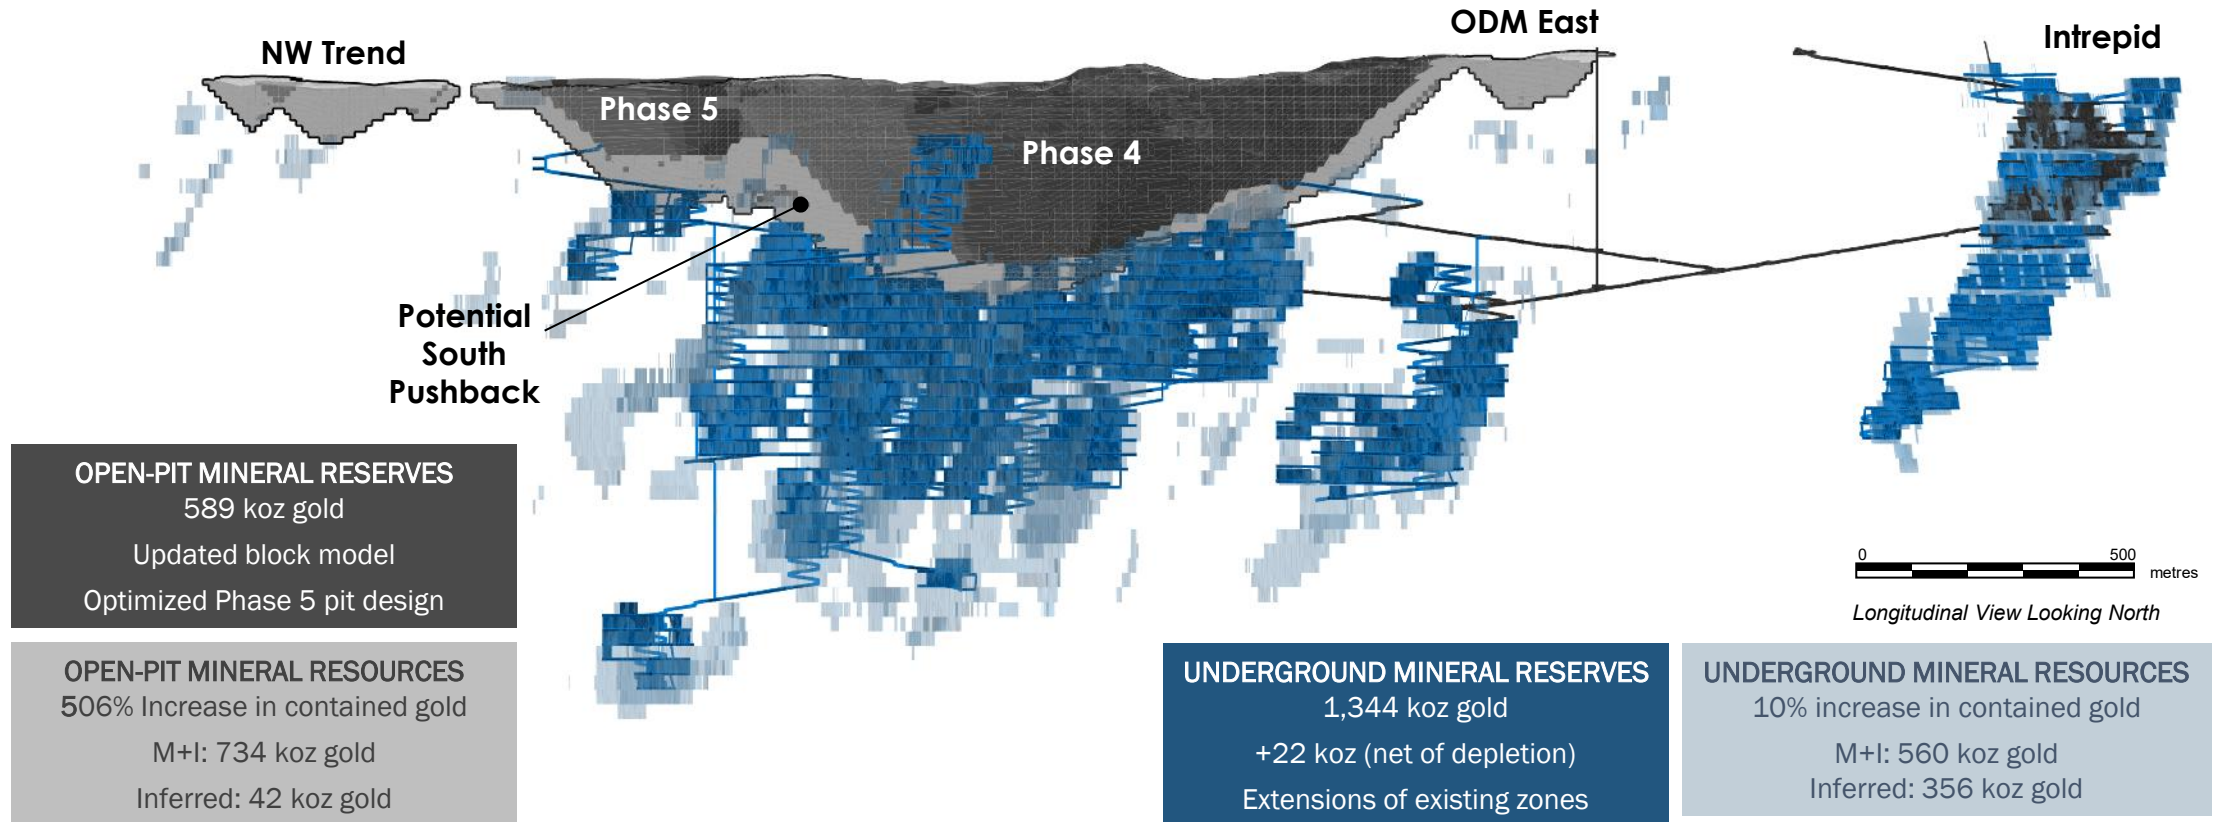 NW Trend
ODM East
Intrepid
Phase 5
Phase 4
Potential
South
Pushback
OPEN-PIT MINERAL RESERVES
589 koz gold
Updated block model
Optimized Phase 5 pit design
OPEN-PIT MINERAL RESOURCES
506% Increase in contained gold
M+I: 734 koz gold
Inferred: 42 koz gold
0 500
metres
Longitudinal View Looking North
UNDERGROUND MINERAL RESERVES
1,344 koz gold
+22 koz (net of depletion)
Extensions of existing zones
UNDERGROUND MINERAL RESOURCES
10% increase in contained gold
M+I: 560 koz gold
Inferred: 356 koz gold